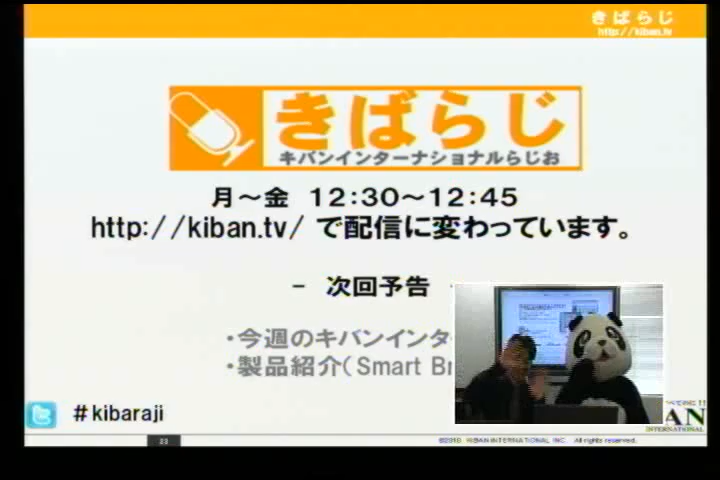 きばらじ
http://kiban.tv
きばらじ
キバンインターナショナルらじお
月～金 12:30～12:45
http://kiban.tv/ で配信に変わっています。
- 次回予告
・今週のキバンインタ
・製品紹介(Smart Br
# kibaraji
AN
INTERNATIONAL
23
©2010 KIBAN INTERNATIONAL INC. All rights reserved.